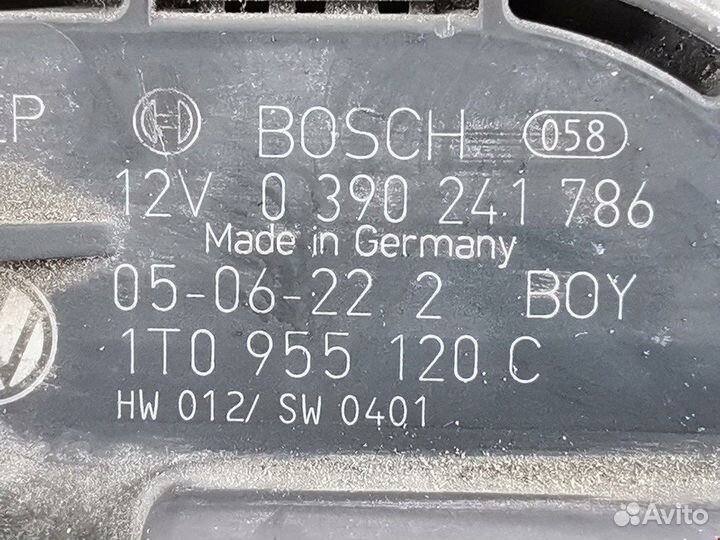 BOSCH 058
12V 0 390 241 786
Made in Germany
05-06-22 2 BOY
1T0 955 120 C
HW 012/ SW 0401
Avito